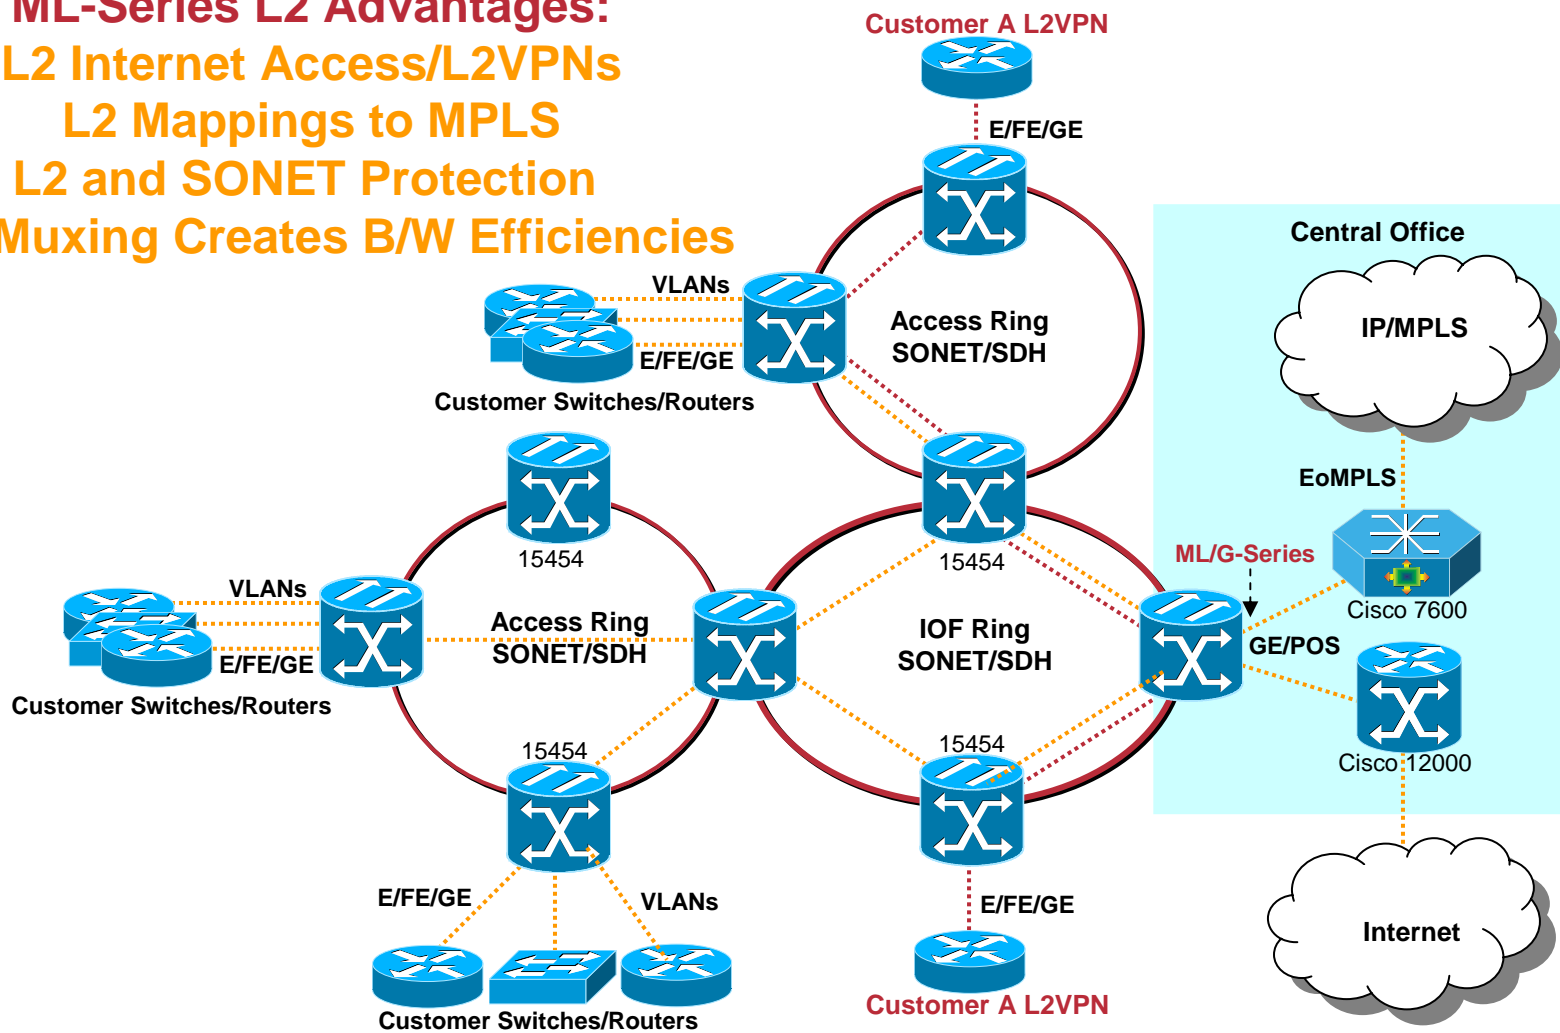 ML-Series L2 Advantages:
L2 Internet Access/L2VPNs
L2 Mappings to MPLS
L2 and SONET Protection
Muxing Creates B/W Efficiencies
Customer A L2VPN
E/FE/GE
Central Office
VLANs
Access Ring
SONET/SDH
IP/MPLS
E/FE/GE
Customer Switches/Routers
EoMPLS
15454
15454
ML/G-Series
VLANs
Cisco 7600
Access Ring
SONET/SDH
IOF Ring
SONET/SDH
GE/POS
E/FE/GE
Customer Switches/Routers
15454
15454
Cisco 12000
E/FE/GE
VLANs
E/FE/GE
Internet
Customer A L2VPN
Customer Switches/Routers